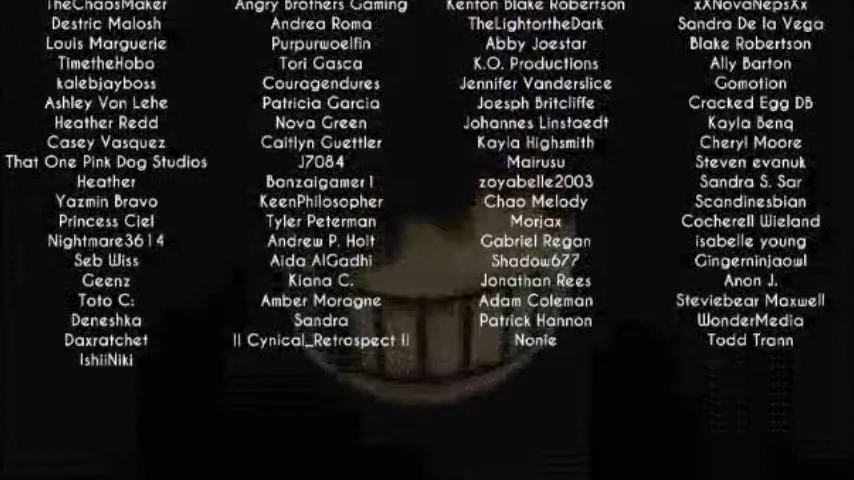 TheChaosMaker Angry Brothers Gaming Kenton Blake Robertson xXNovaNepsXx
Destric Malosh Andrea Roma TheLightortheDark Sandra De la Vega
Louis Marguerie Purpurwoelfin Abby Joestar Blake Robertson
TimetheHobo Tori Gasca K.O. Productions Ally Barton
kalebjayboss Couragendures Jennifer Vanderslice Gomotion
Ashley Von Lehe Patricia Garcia Joesph Britcliffe Cracked Egg DB
Heather Redd Nova Green Johannes Linstaedt Kayla Benq
Casey Vasquez Caitlyn Guettler Kayla Highsmith Cheryl Moore
That One Pink Dog Studios J7084 Mairusu Steven evanuk
Heather Banzaigamer1 zoyabelle2003 Sandra S. Sar
Yazmin Bravo KeenPhilosopher Chao Melody Scandinesbian
Princess Ciel Tyler Peterman Morjax Cocherell Wieland
Nightmare3614 Andrew P. Holt Gabriel Regan isabelle young
Seb Wiss Aida AlGadhi Shadow677 Gingerninjaowl
Geenz Kiana C. Jonathan Rees Anon J.
Toto C: Amber Moragne Adam Coleman Steviebear Maxwell
Deneshka Sandra Patrick Hannon WonderMedia
Daxratchet || Cynical_Retrospect || Nonie Todd Trann
IshiiNiki